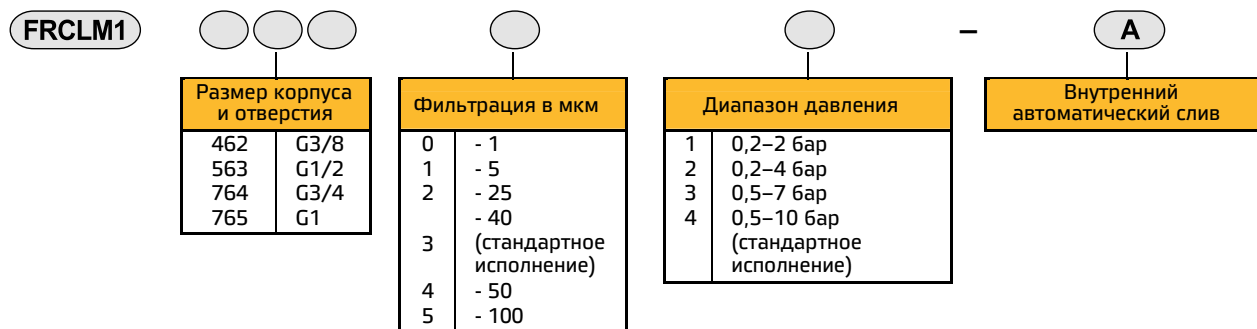 FRCLM1 – A
Размер корпуса
и отверстия
462 G3/8
563 G1/2
764 G3/4
765 G1
Фильтрация в мкм
0 - 1
1 - 5
2 - 25
- 40
3 (стандартное
исполнение)
4 - 50
5 - 100
Диапазон давления
1 0,2–2 бар
2 0,2–4 бар
3 0,5–7 бар
4 0,5–10 бар
(стандартное
исполнение)
Внутренний
автоматический слив